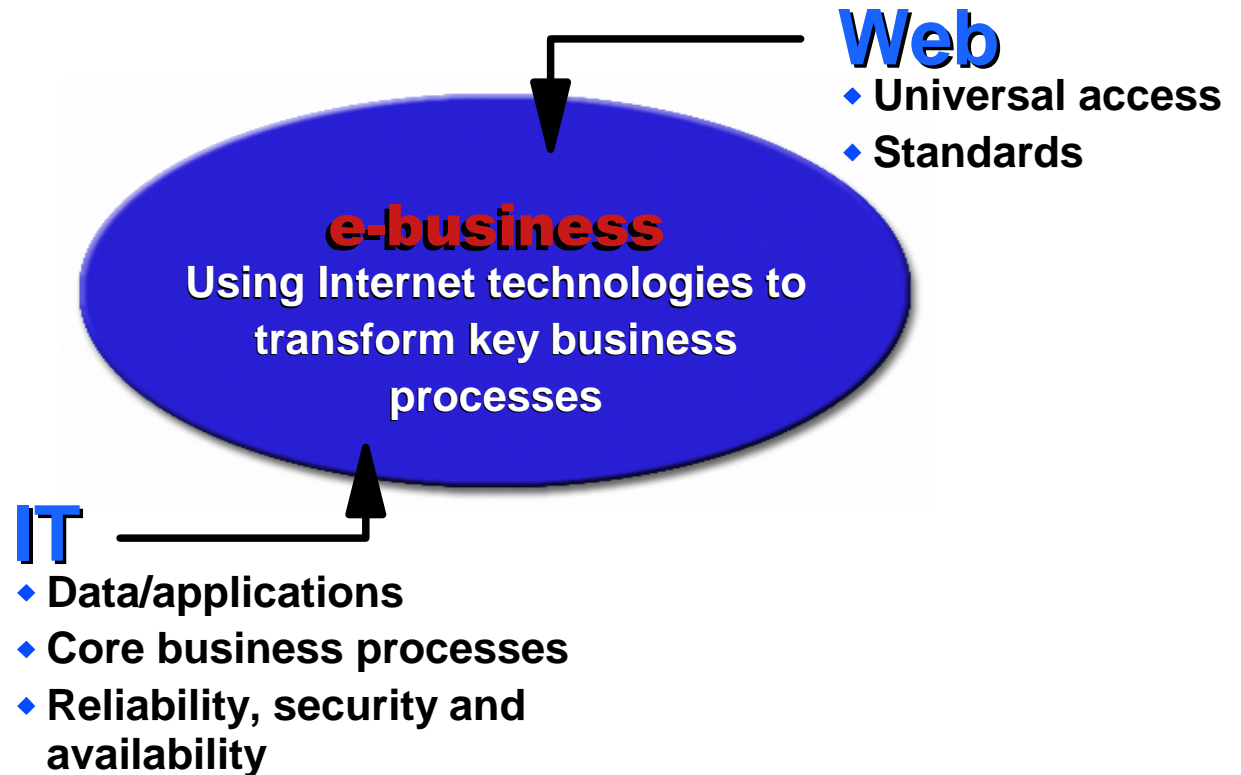 Web
Universal access
Standards
e-business
Using Internet technologies to
transform key business
processes
IT
Data/applications
Core business processes
Reliability, security and
availability